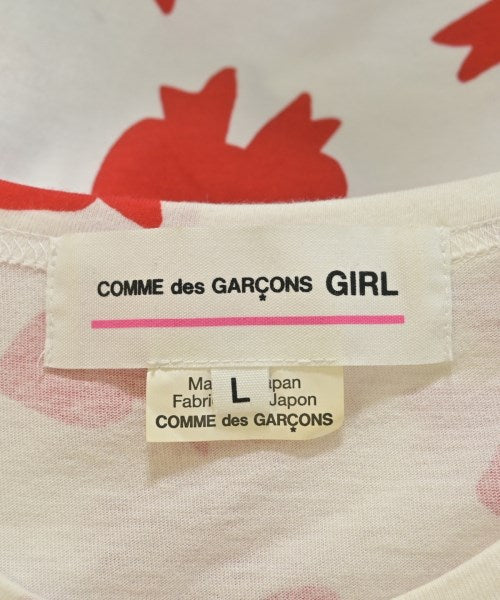 COMME des GARÇONS GIRL
Ma L apan
Fabri Japon
COMME des GARÇONS